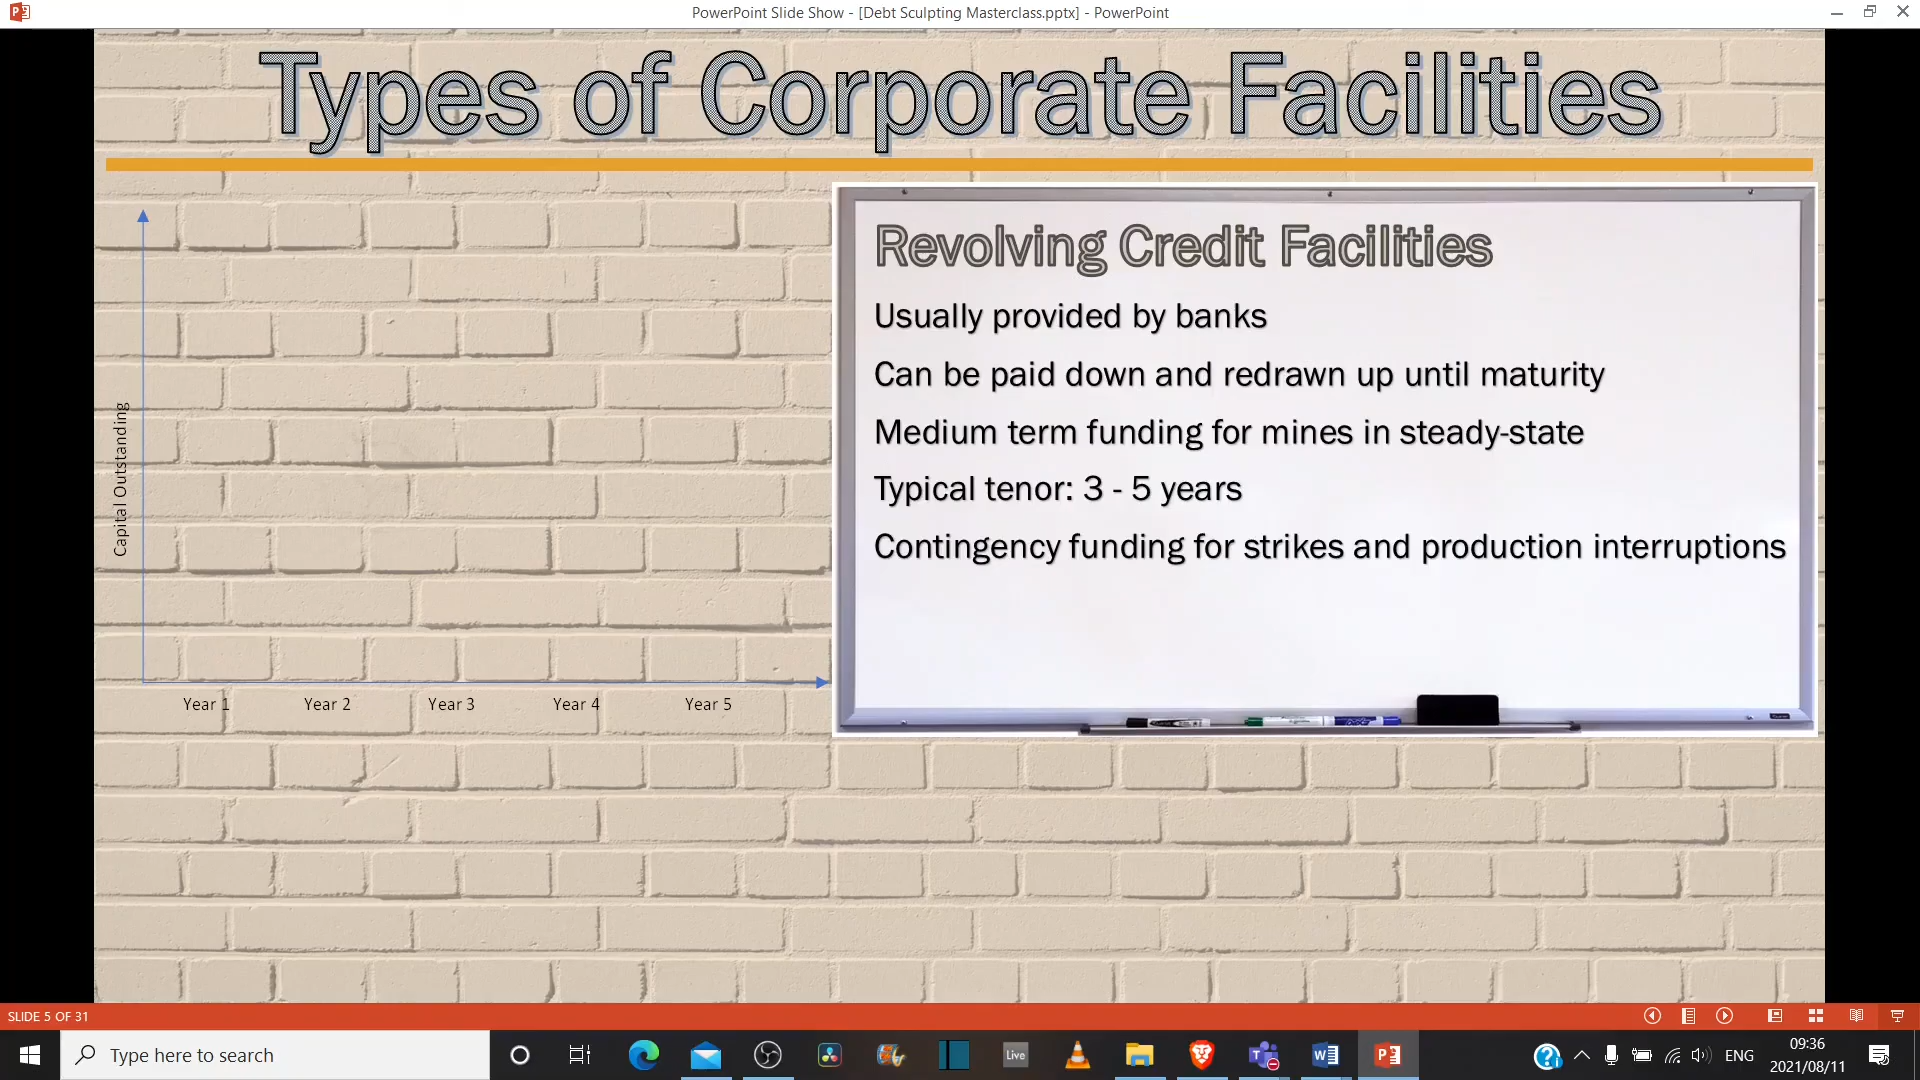 PowerPoint Slide Show - [Debt Sculpting Masterclass.pptx] - PowerPoint
Types of Corporate Facilities
Capital Outstanding
Year 1 Year 2 Year 3 Year 4 Year 5
Revolving Credit Facilities
Usually provided by banks
Can be paid down and redrawn up until maturity
Medium term funding for mines in steady-state
Typical tenor: 3 - 5 years
Contingency funding for strikes and production interruptions
SLIDE 5 OF 31
Type here to search
Live
ENG
09:36
2021/08/11